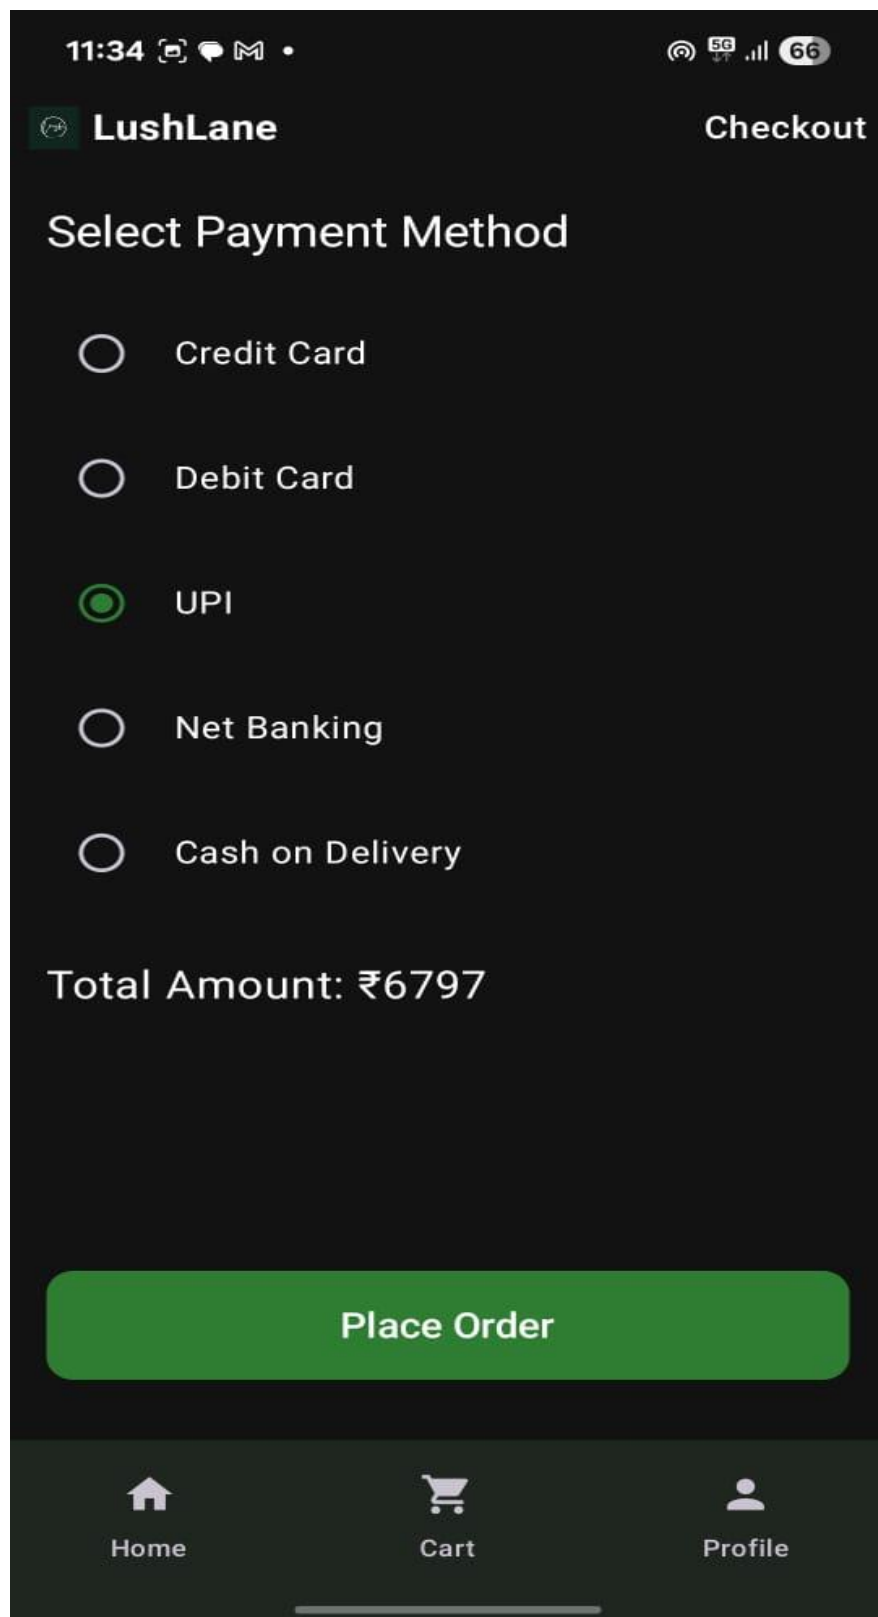 11:34 5G 66
LushLane Checkout
Select Payment Method
Credit Card
Debit Card
UPI
Net Banking
Cash on Delivery
Total Amount: ₹6797
Place Order
Home Cart Profile